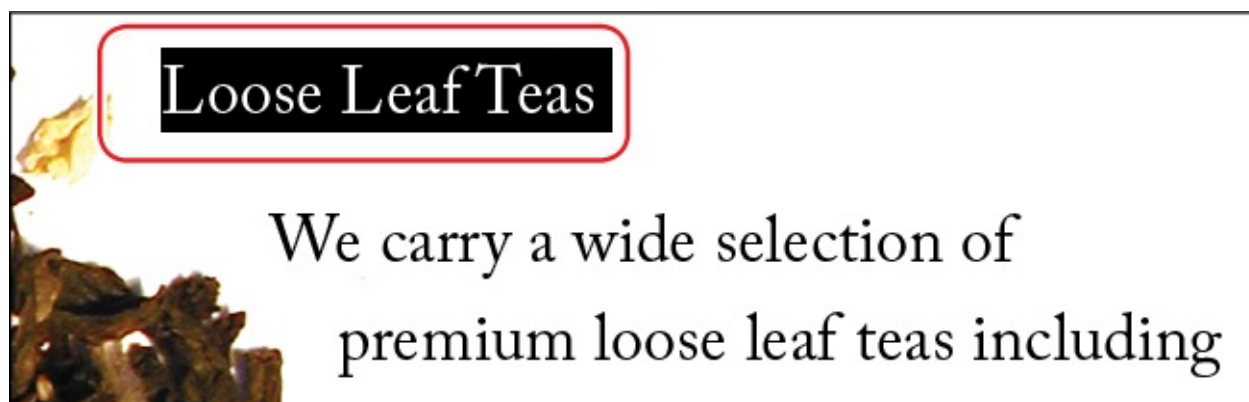 Loose Leaf Teas
We carry a wide selection of
premium loose leaf teas including